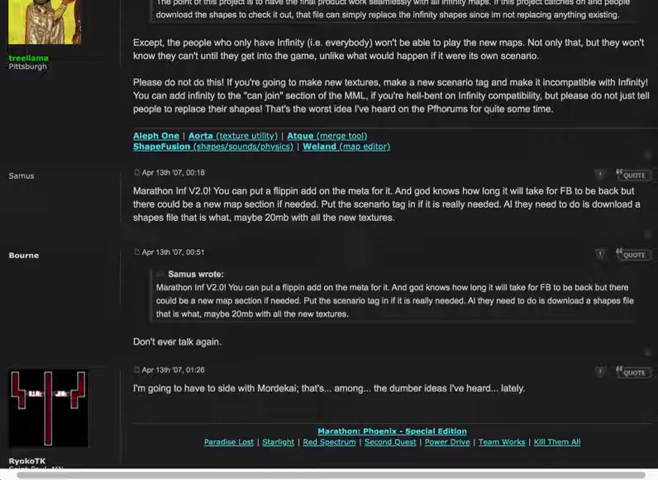 The point of this project is to have the final product work seamlessly with all infinity maps. If this project catches on and people
download the shapes to check it out, that file can simply replace the infinity shapes since im not replacing anything existing.
treellama
Pittsburgh
Except, the people who only have Infinity (i.e. everybody) won't be able to play the new maps. Not only that, but they won't
know they can't until they get into the game, unlike what would happen if it were its own scenario.
Please do not do this! If you're going to make new textures, make a new scenario tag and make it incompatible with Infinity!
You can add infinity to the "can join" section of the MML, if you're hell-bent on Infinity compatibility, but please do not just tell
people to replace their shapes! That's the worst idea I've heard on the Pfhorums for quite some time.
Aleph One | Aorta (texture utility) | Atque (merge tool)
ShapeFusion (shapes/sounds/physics) | Weland (map editor)
Samus
Apr 13th '07, 00:18
QUOTE
Marathon Inf V2.0! You can put a flippin add on the meta for it. And god knows how long it will take for FB to be back but
there could be a new map section if needed. Put the scenario tag in if it is really needed. Al they need to do is download a
shapes file that is what, maybe 20mb with all the new textures.
Bourne
Apr 13th '07, 00:51
QUOTE
Samus wrote:
Marathon Inf V2.0! You can put a flippin add on the meta for it. And god knows how long it will take for FB to be back but there
could be a new map section if needed. Put the scenario tag in if it is really needed. Al they need to do is download a shapes file
that is what, maybe 20mb with all the new textures.
Don't ever talk again.
Apr 13th '07, 01:26
QUOTE
I'm going to have to side with Mordekai; that's... among... the dumber ideas I've heard... lately.
Marathon: Phoenix - Special Edition
Paradise Lost | Starlight | Red Spectrum | Second Quest | Power Drive | Team Works | Kill Them All
RyokoTK